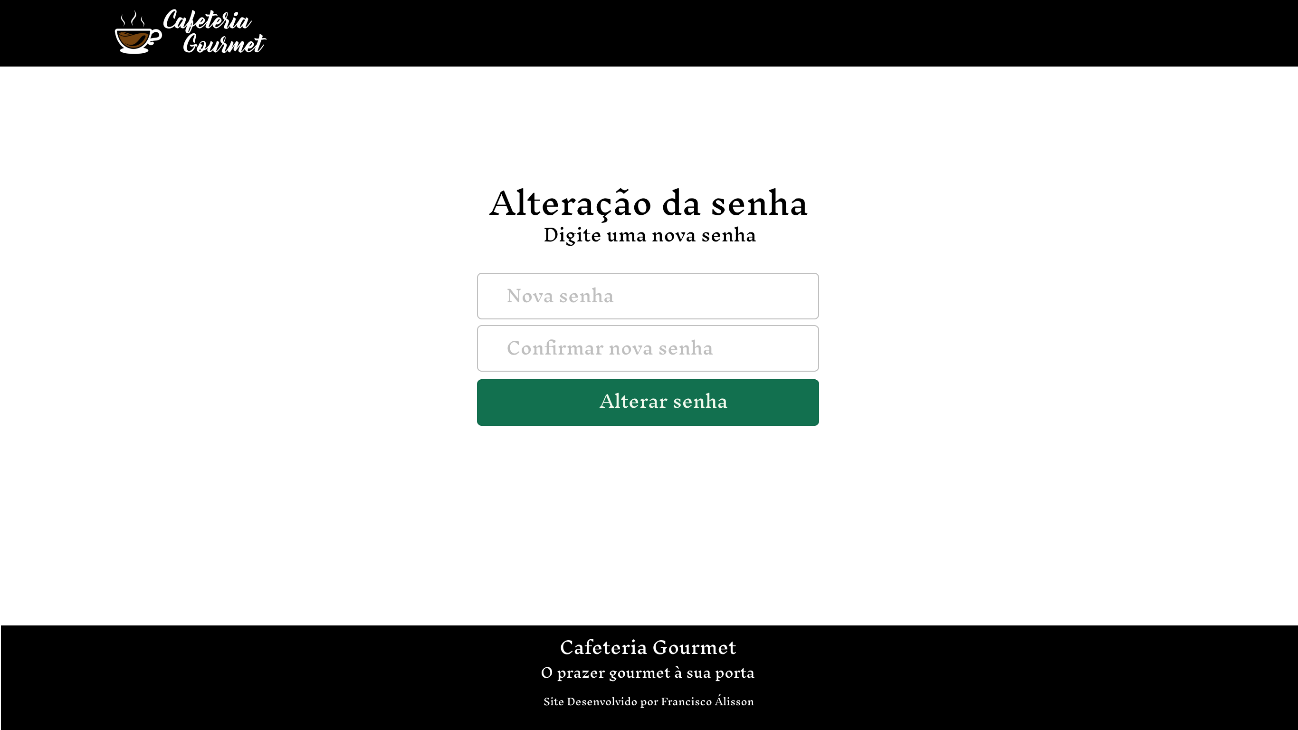 Cafeteria
Gourmet
Alteração da senha
Digite uma nova senha
Nova senha
Confirmar nova senha
Alterar senha
Cafeteria Gourmet
O prazer gourmet à sua porta
Site Desenvolvido por Francisco Álisson